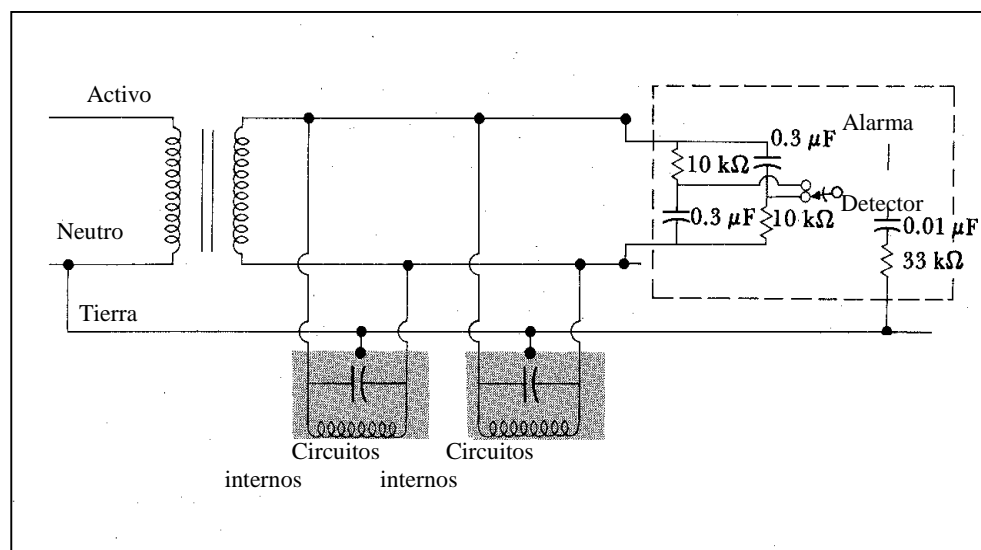 Activo
0.3 µF
Alarma
10 kΩ
Neutro
0.3 µF
10 kΩ
Detector
0.01 µF
33 kΩ
Tierra
Circuitos
internos
Circuitos
internos